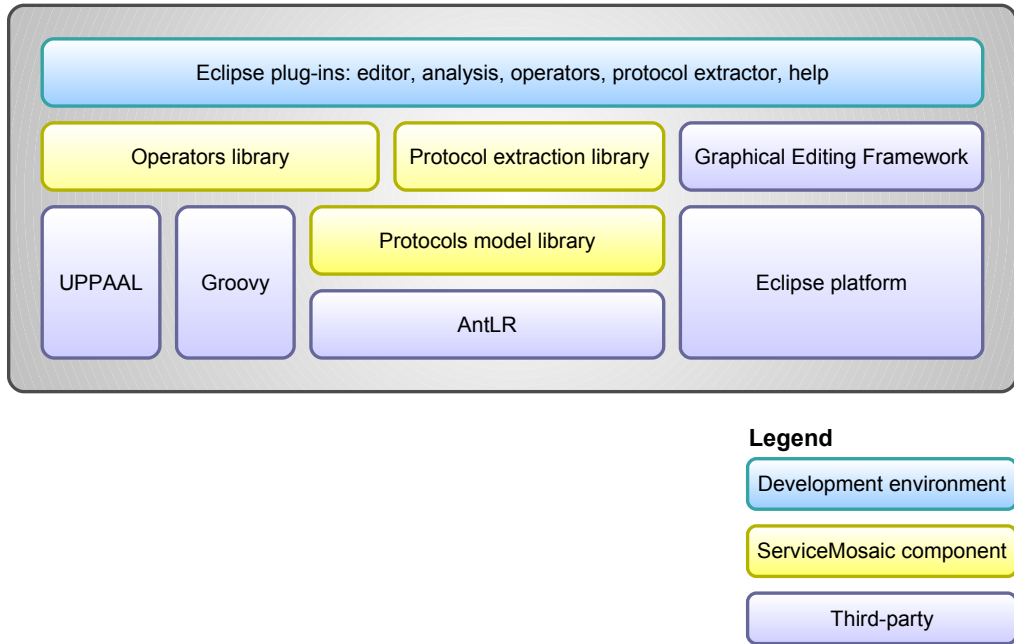 Eclipse plug-ins: editor, analysis, operators, protocol extractor, help
Operators library
Protocol extraction library
Graphical Editing Framework
UPPAAL
Groovy
Protocols model library
Eclipse platform
AntLR
Legend
Development environment
ServiceMosaic component
Third-party